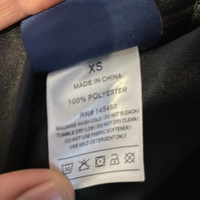 XS
MADE IN CHINA
100% POLYESTER
RN# 145460
MACHINE WASH COLD / DO NOT BLEACH/
TUMBLE DRY LOW / DO NOT DRY CLEAN/
DO NOT USE FABRIC SOFTENER/
USE MILD DETERGENT ONLY